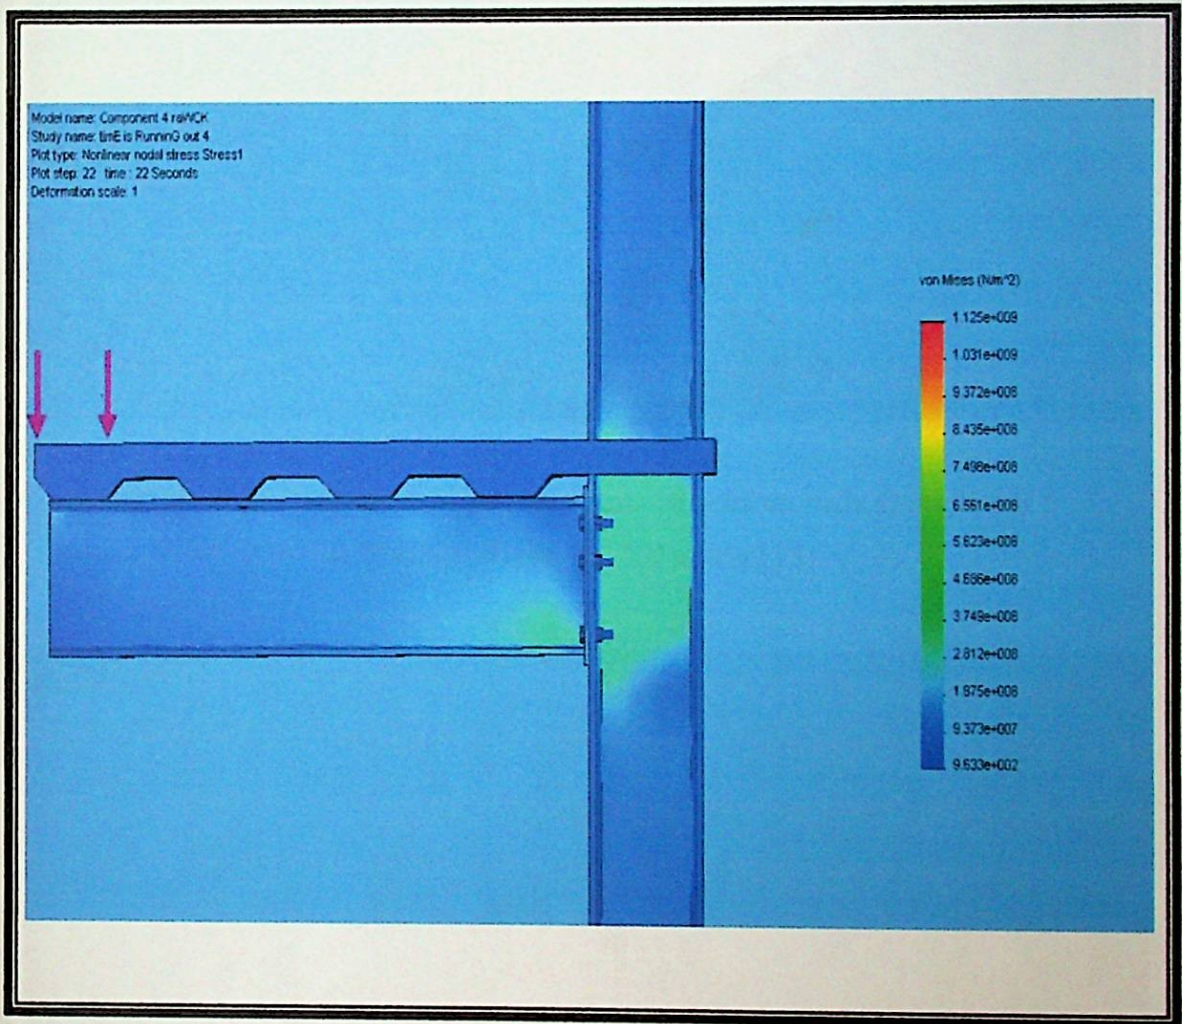 Model name: Component 4 reWCK
Study name: timE is RunninG out 4
Plot type: Nonlinear nodal stress Stress1
Plot step: 22 time : 22 Seconds
Deformation scale: 1
von Mises (N/m^2)
1.125e+009
1.031e+009
9.372e+008
8.435e+008
7.498e+008
6.561e+008
5.623e+008
4.686e+008
3.749e+008
2.812e+008
1.875e+008
9.373e+007
9.633e+002